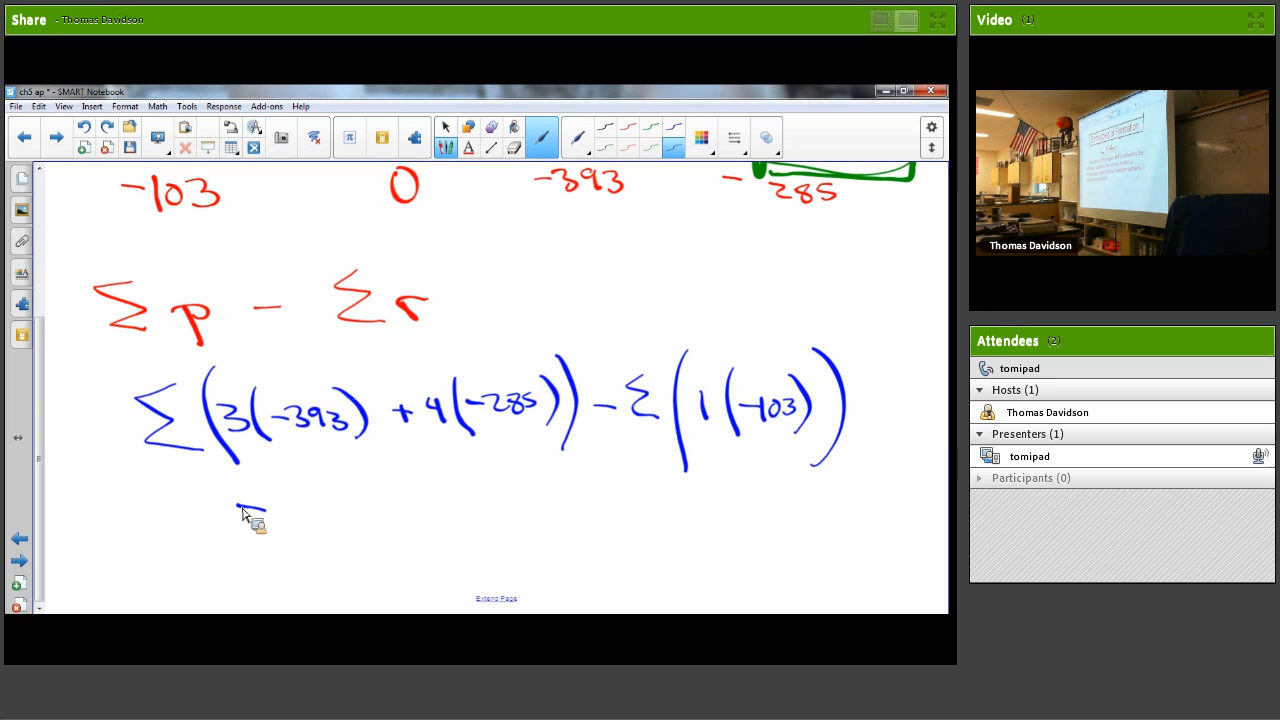 Share - Thomas Davidson
Video (1)
ch5 ap * - SMART Notebook
File Edit View Insert Format Math Tools Response Add-ons Help
-103 0 -393 -285
Σp - Σr
Σ(3(-393) + 4(-285)) - Σ(1(-103))
Extend Page
Thomas Davidson
Attendees (2)
tomipad
Hosts (1)
Thomas Davidson
Presenters (1)
tomipad
Participants (0)